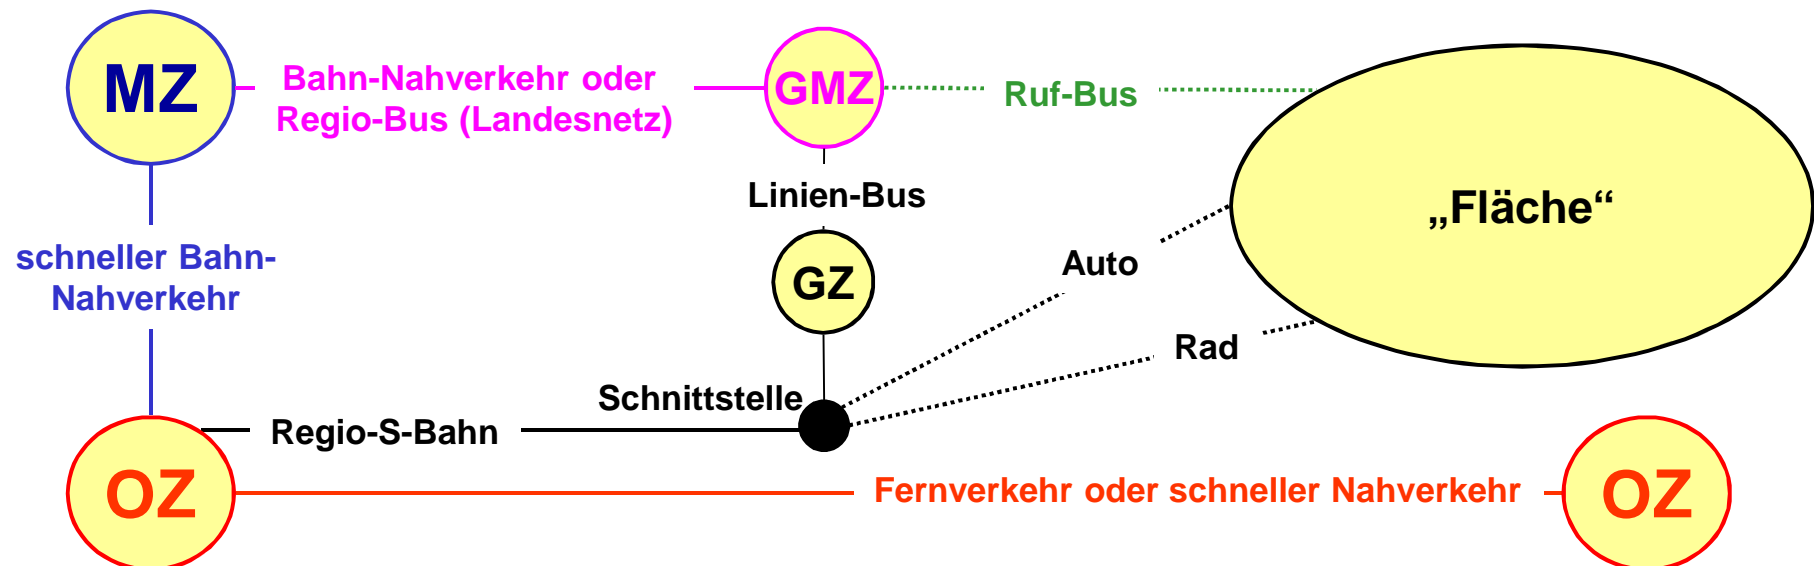 MZ
Bahn-Nahverkehr oder
Regio-Bus (Landesnetz)
GMZ
Ruf-Bus
Linien-Bus
„Fläche“
schneller Bahn-
Nahverkehr
GZ
Auto
Rad
Schnittstelle
Regio-S-Bahn
OZ
Fernverkehr oder schneller Nahverkehr
OZ